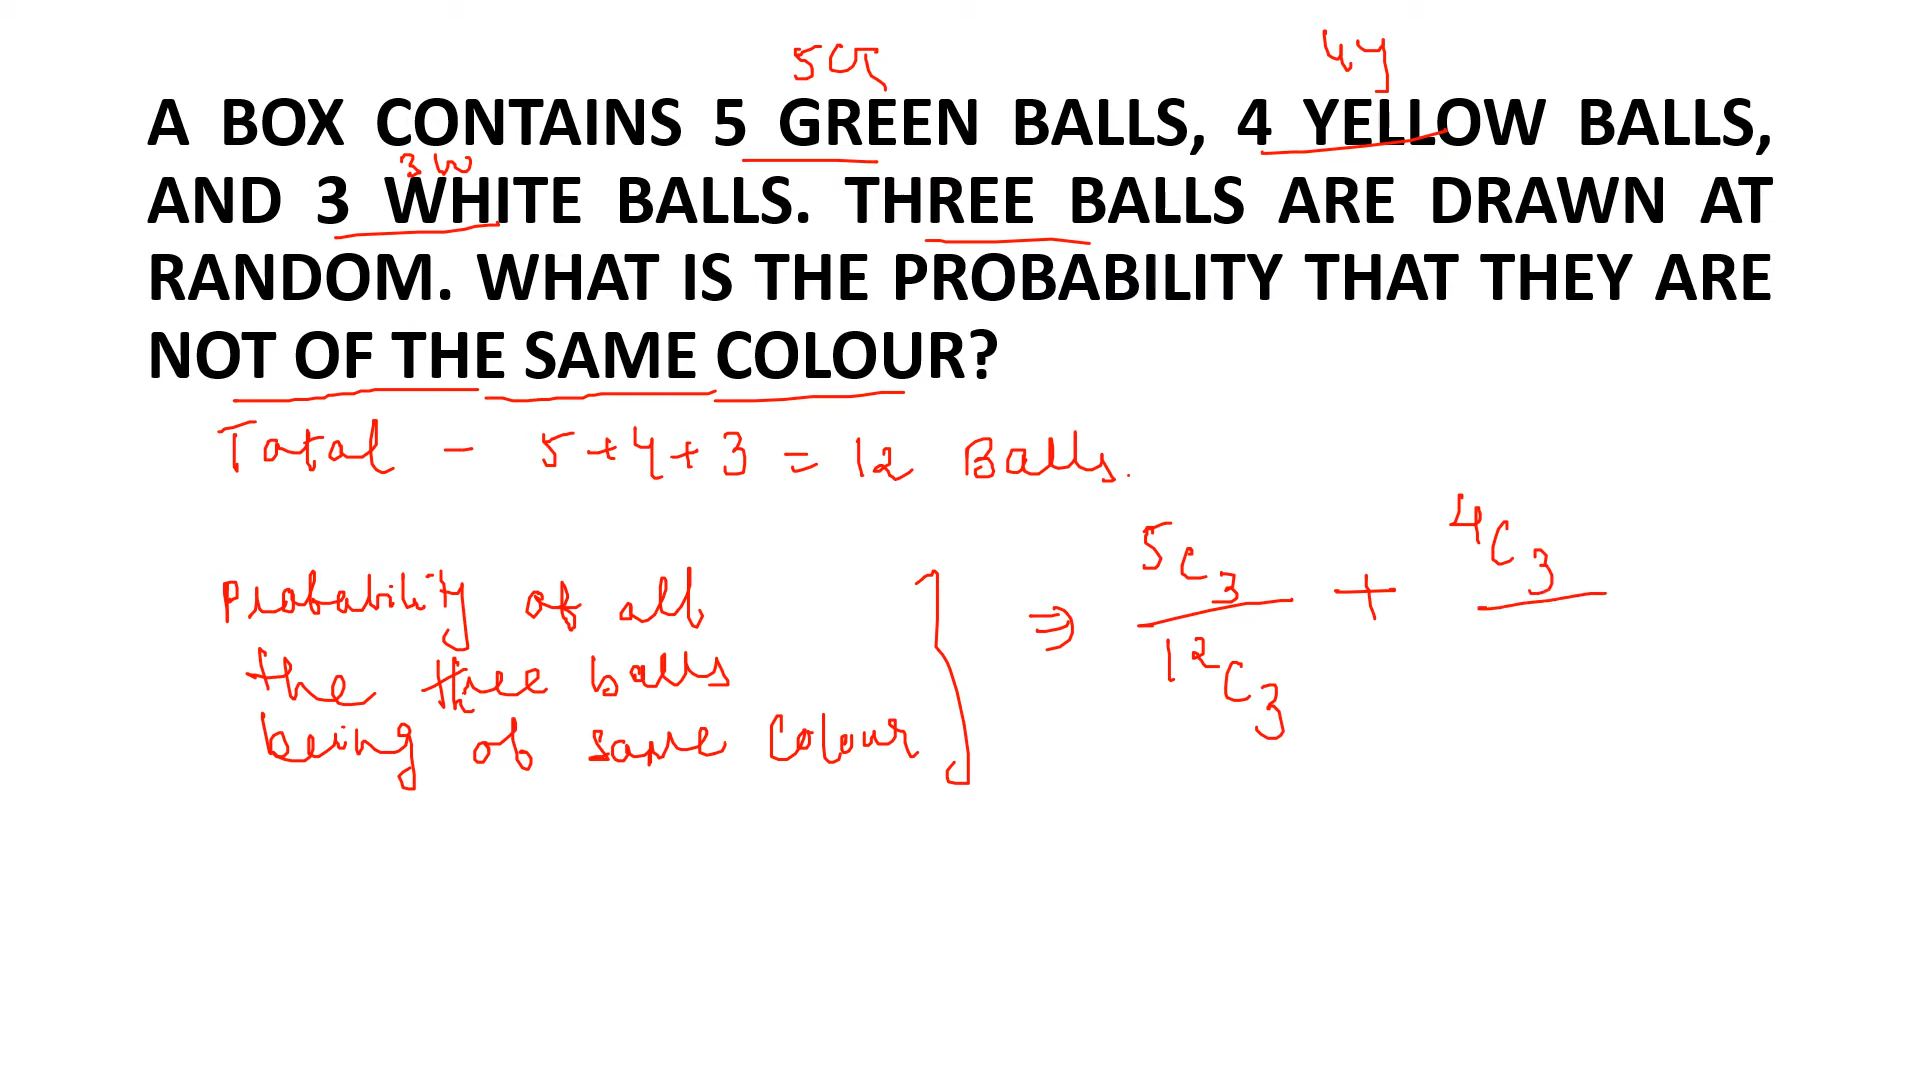 5G 4y
A BOX CONTAINS 5 GREEN BALLS, 4 YELLOW BALLS,
3 W
AND 3 WHITE BALLS. THREE BALLS ARE DRAWN AT
RANDOM. WHAT IS THE PROBABILITY THAT THEY ARE
NOT OF THE SAME COLOUR?
Total - 5+4+3 = 12 Balls.
Probability of all
the three balls
being of same colour
} ⇒ ⁵C₃ / ¹²C₃ + ⁴C₃